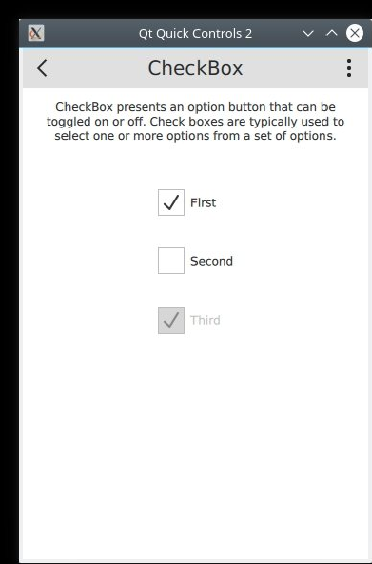 Qt Quick Controls 2
CheckBox
CheckBox presents an option button that can be
toggled on or off. Check boxes are typically used to
select one or more options from a set of options.
First
Second
Third